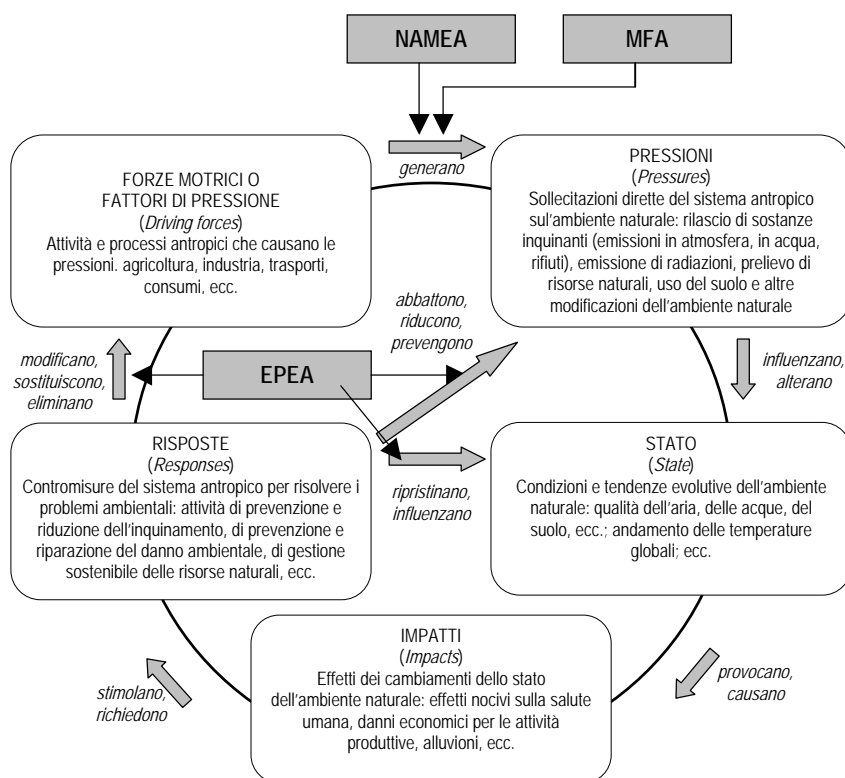 NAMEA
MFA
generano
FORZE MOTRICI O
FATTORI DI PRESSIONE
(Driving forces)
Attività e processi antropici che causano le
pressioni. agricoltura, industria, trasporti,
consumi, ecc.
PRESSIONI
(Pressures)
Sollecitazioni dirette del sistema antropico
sull'ambiente naturale: rilascio di sostanze
inquinanti (emissioni in atmosfera, in acqua,
rifiuti), emissione di radiazioni, prelievo di
risorse naturali, uso del suolo e altre
modificazioni dell'ambiente naturale
abbattono,
riducono,
prevengono
modificano,
sostituiscono,
eliminano
EPEA
influenzano,
alterano
RISPOSTE
(Responses)
Contromisure del sistema antropico per risolvere i
problemi ambientali: attività di prevenzione e
riduzione dell'inquinamento, di prevenzione e
riparazione del danno ambientale, di gestione
sostenibile delle risorse naturali, ecc.
ripristinano,
influenzano
STATO
(State)
Condizioni e tendenze evolutive dell'ambiente
naturale: qualità dell'aria, delle acque, del
suolo, ecc.; andamento delle temperature
globali; ecc.
IMPATTI
(Impacts)
Effetti dei cambiamenti dello stato
dell'ambiente naturale: effetti nocivi sulla salute
umana, danni economici per le attività
produttive, alluvioni, ecc.
stimolano,
richiedono
provocano,
causano